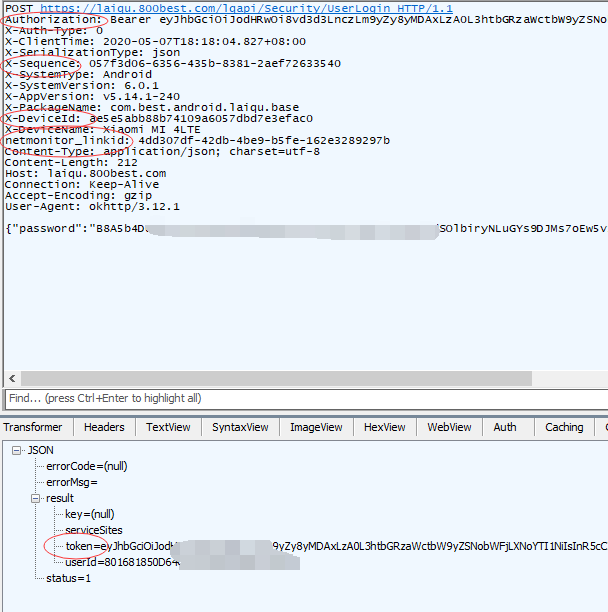 POST https://laiqu.800best.com/lqapi/Security/UserLogin HTTP/1.1
Authorization: Bearer eyJhbGciOiJodHRwOi8vd3d3LnczLm9yZy8yMDAxLzA0L3htbGRzaWctbW9yZSNo
X-Auth-Type: 0
X-ClientTime: 2020-05-07T18:18:04.827+08:00
X-SerializationType: json
X-Sequence: 057f3d06-6356-435b-8381-2aef72633540
X-SystemType: Android
X-SystemVersion: 6.0.1
X-AppVersion: v5.14.1-240
X-PackageName: com.best.android.laiqu.base
X-DeviceId: ae5e5abb88b74109a6057dbd7e3efac0
X-DeviceName: Xiaomi MI 4LTE
netmonitor_linkid: 4dd307df-42db-4be9-b5fe-162e3289297b
Content-Type: application/json; charset=utf-8
Content-Length: 212
Host: laiqu.800best.com
Connection: Keep-Alive
Accept-Encoding: gzip
User-Agent: okhttp/3.12.1
{"password":"B8A5b4D SOlbiryNLuGYs9DJMs7oEw5v
Find... (press Ctrl+Enter to highlight all)
Transformer Headers TextView SyntaxView ImageView HexView WebView Auth Caching
JSON
errorCode=(null)
errorMsg=
result
key=(null)
serviceSites
token=eyJhbGciOiJodH 9yZy8yMDAxLzA0L3htbGRzaWctbW9yZSNobWFjLXNoYTI1NiIsInR5cC
userId=801681850D64
status=1